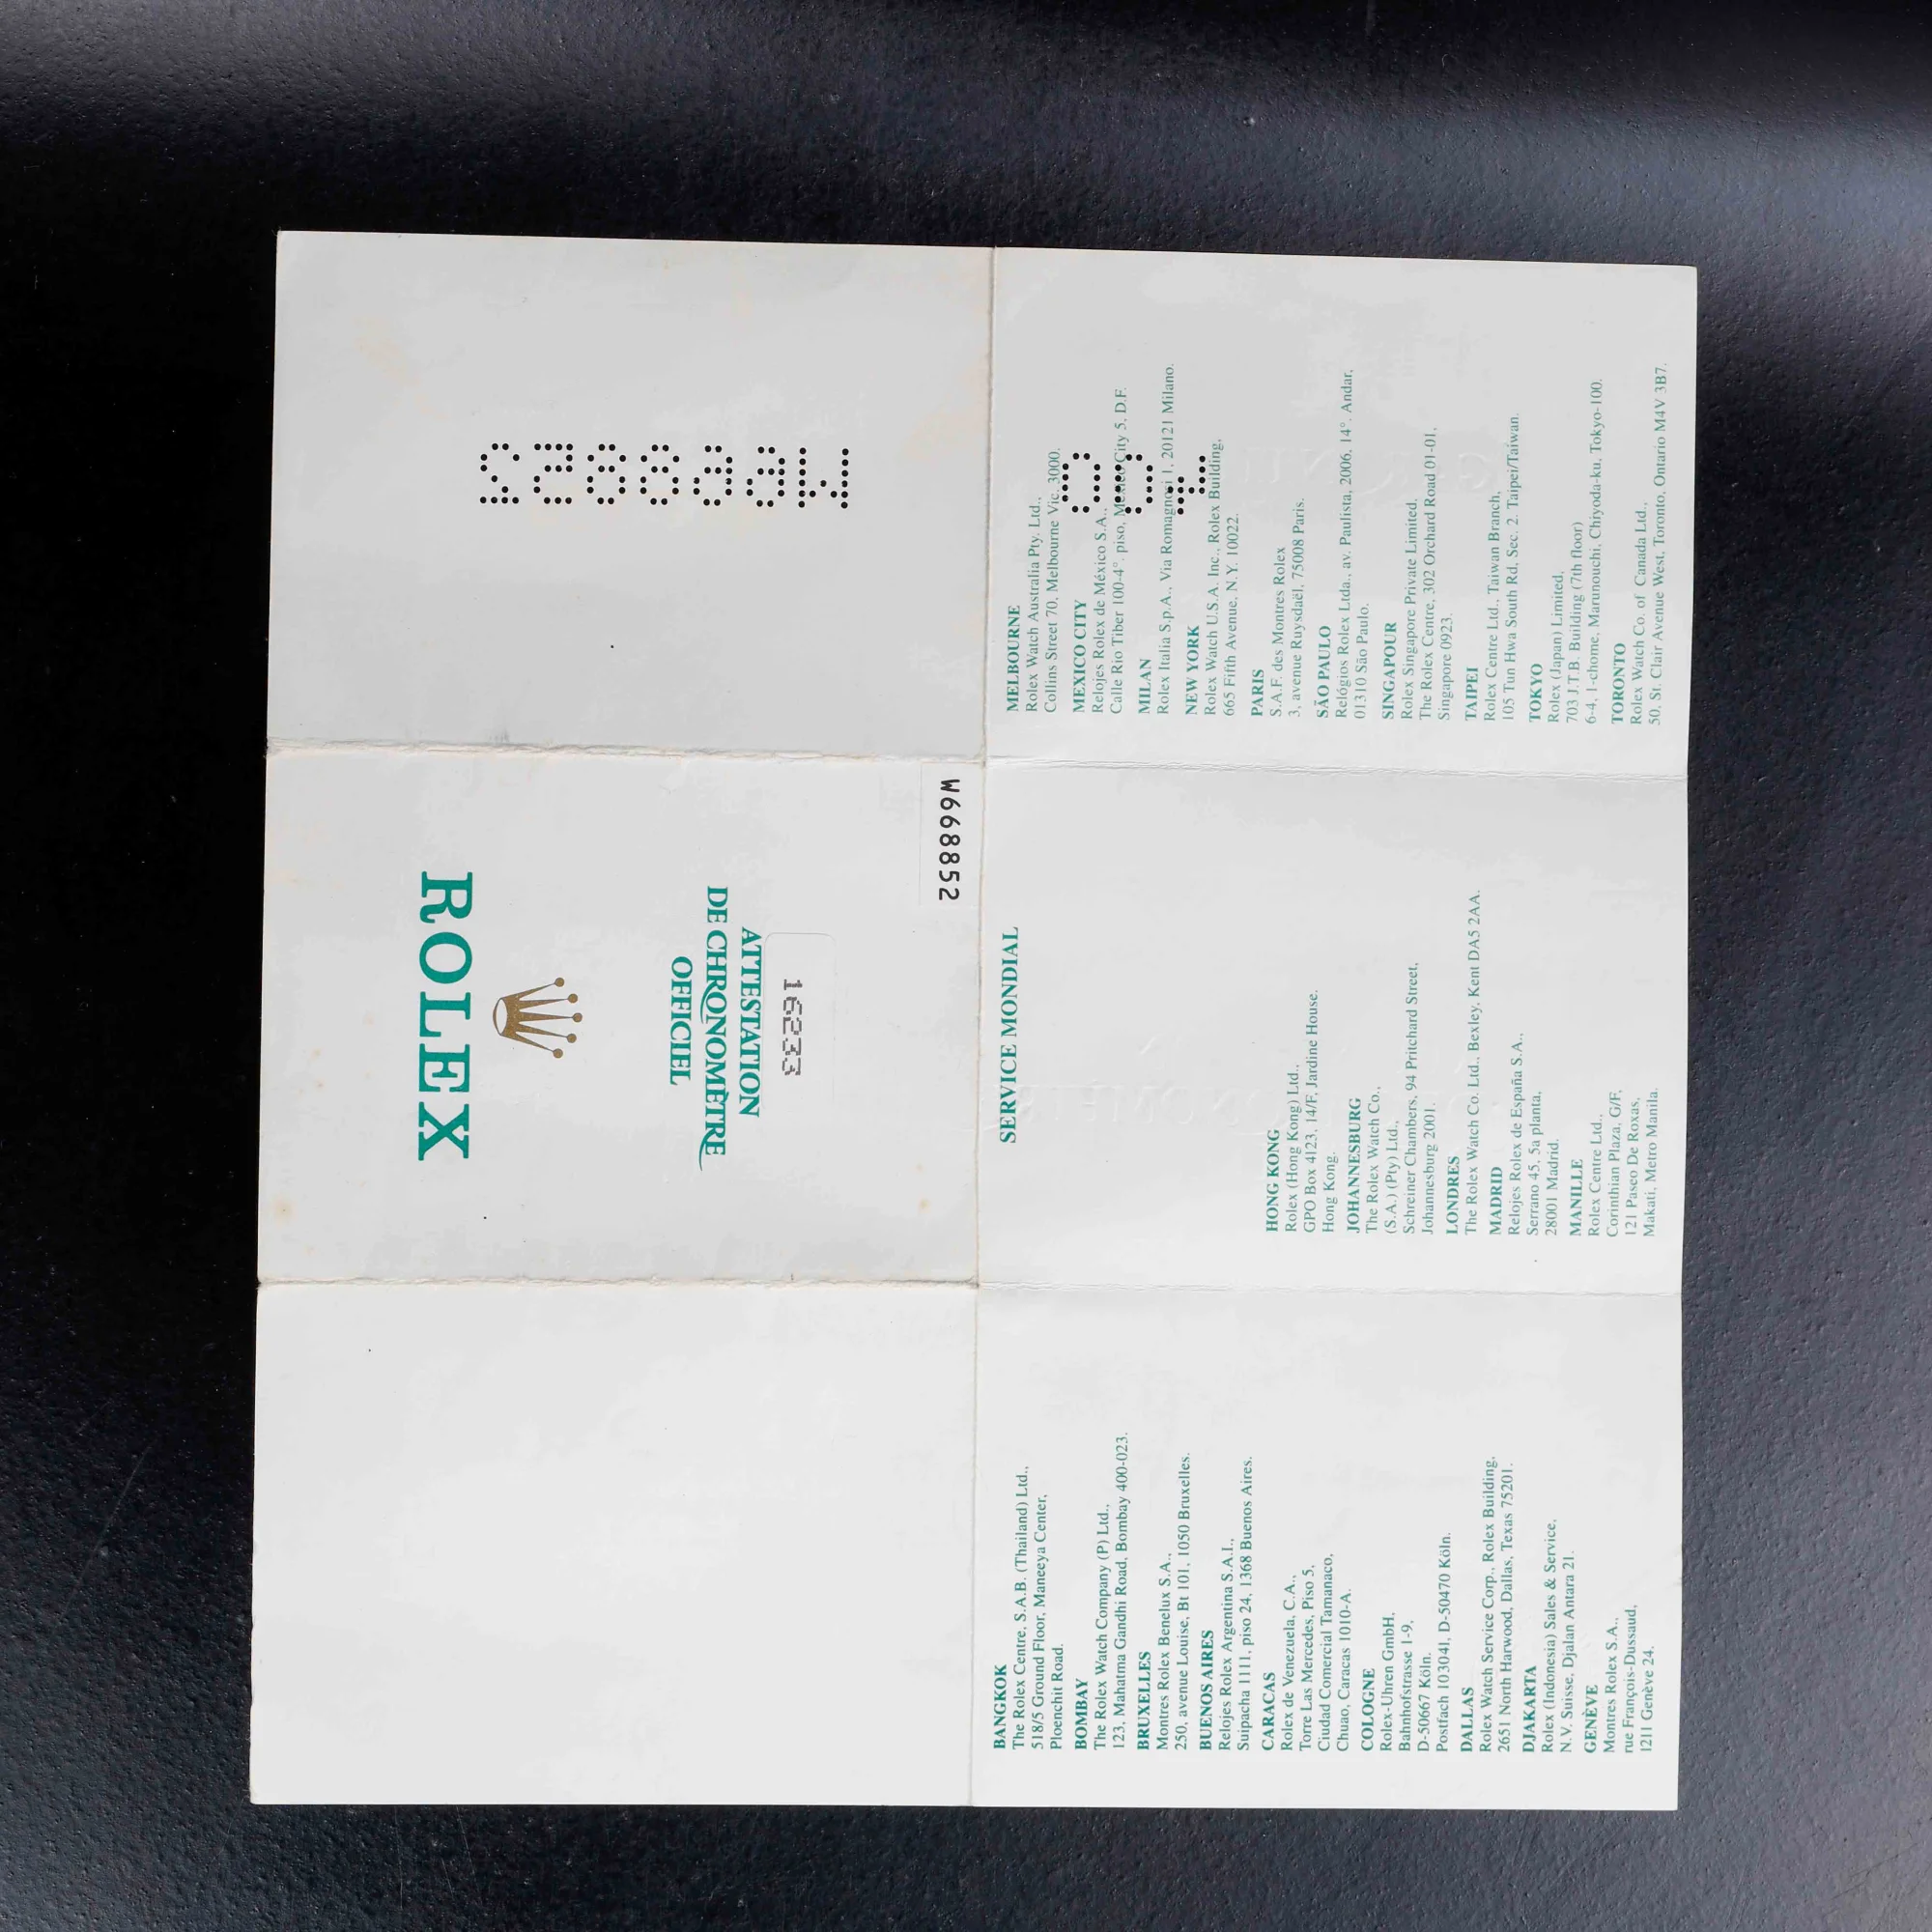 W668852
ROLEX
ATTESTATION
DE CHRONOMÈTRE
OFFICIEL
16233
W668852
SERVICE MONDIAL
BANGKOK
The Rolex Centre, S.A.B. (Thailand) Ltd.,
518/5 Ground Floor, Maneeya Center,
Ploenchit Road.
BOMBAY
The Rolex Watch Company (P) Ltd.,
123, Mahatma Gandhi Road, Bombay 400-023.
BRUXELLES
Montres Rolex Benelux S.A.,
250, avenue Louise, Bt 101, 1050 Bruxelles.
BUENOS AIRES
Relojes Rolex Argentina S.A.I.,
Suipacha 1111, piso 24, 1368 Buenos Aires.
CARACAS
Rolex de Venezuela, C.A.,
Torre Las Mercedes, Piso 5,
Ciudad Comercial Tamanaco,
Chuao, Caracas 1010-A.
COLOGNE
Rolex-Uhren GmbH,
Bahnhofstrasse 1-9,
D-50667 Köln.
Postfach 103041, D-50470 Köln.
DALLAS
Rolex Watch Service Corp., Rolex Building,
2651 North Harwood, Dallas, Texas 75201.
DJAKARTA
Rolex (Indonesia) Sales & Service,
N.V. Suisse, Djalan Antara 21.
GENÈVE
Montres Rolex S.A.,
rue François-Dussaud,
1211 Genève 24.
HONG KONG
Rolex (Hong Kong) Ltd.,
GPO Box 4123, 14/F, Jardine House.
Hong Kong.
JOHANNESBURG
The Rolex Watch Co.,
(S.A.) (Pty) Ltd.,
Schreiner Chambers, 94 Pritchard Street,
Johannesburg 2001.
LONDRES
The Rolex Watch Co. Ltd., Bexley, Kent DA5 2AA.
MADRID
Relojes Rolex de España S.A.,
Serrano 45, 5a planta,
28001 Madrid.
MANILLE
Rolex Centre Ltd.,
Corinthian Plaza, G/F,
121 Paseo De Roxas,
Makati, Metro Manila.
MELBOURNE
Rolex Watch Australia Pty. Ltd.,
Collins Street 70, Melbourne Vic. 3000.
MEXICO CITY
Relojes Rolex de México S.A.,
Calle Rio Tiber 100-4°. piso, Mexico City 5, D.F.
MILAN
Rolex Italia S.p.A., Via Romagnosi 1, 20121 Milano.
NEW YORK
Rolex Watch U.S.A. Inc., Rolex Building,
665 Fifth Avenue, N.Y. 10022.
PARIS
S.A.F. des Montres Rolex
3, avenue Ruysdaël, 75008 Paris.
SÃO PAULO
Relógios Rolex Ltda., av. Paulista, 2006, 14°. Andar,
01310 São Paulo.
SINGAPOUR
Rolex Singapore Private Limited,
The Rolex Centre, 302 Orchard Road 01-01,
Singapore 0923.
TAIPEI
Rolex Centre Ltd., Taiwan Branch,
105 Tun Hwa South Rd, Sec. 2. Taipei/Taiwan.
TOKYO
Rolex (Japan) Limited,
703 J.T.B. Building (7th floor)
6-4, 1-chome, Marunouchi, Chiyoda-ku, Tokyo-100.
TORONTO
Rolex Watch Co. of Canada Ltd.,
50, St. Clair Avenue West, Toronto, Ontario M4V 3B7.